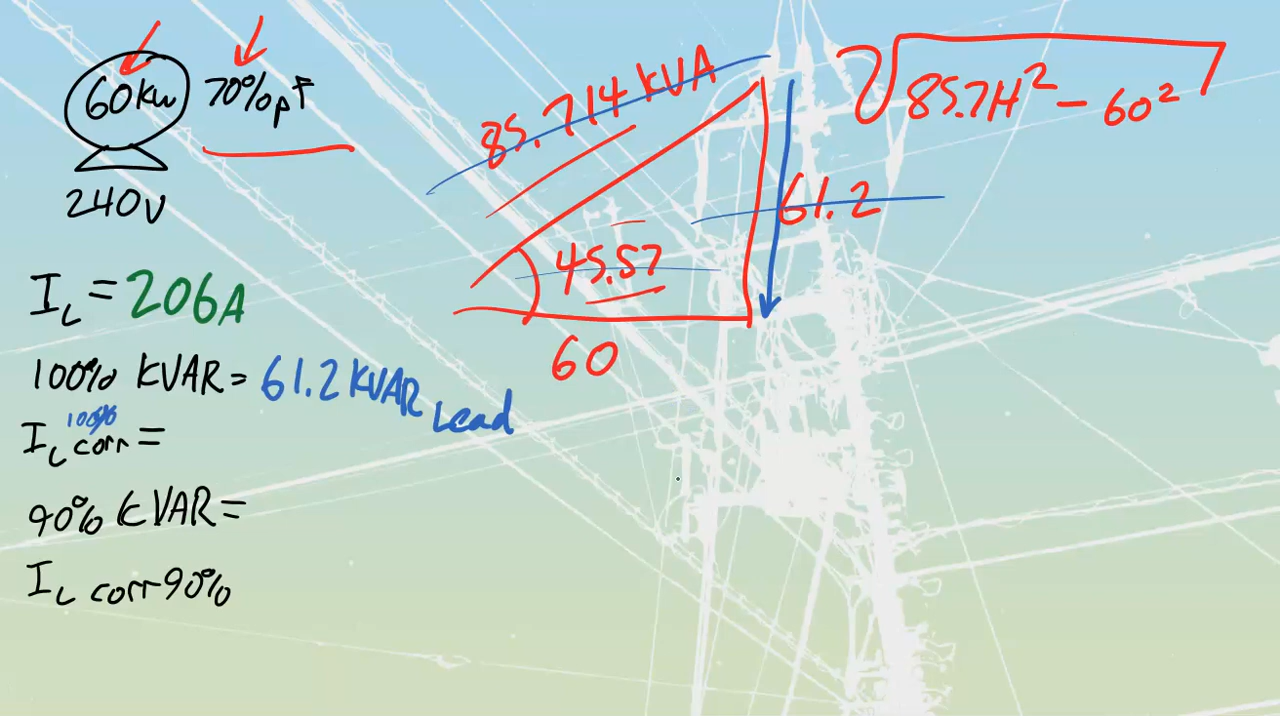 60kW 70% pF
240V
85.714 KVA
√85.714² - 60²
61.2
45.57
60
IL = 206A
100% KVAR = 61.2 KVAR Lead
IL corr 100% =
90% KVAR =
IL corr 90%